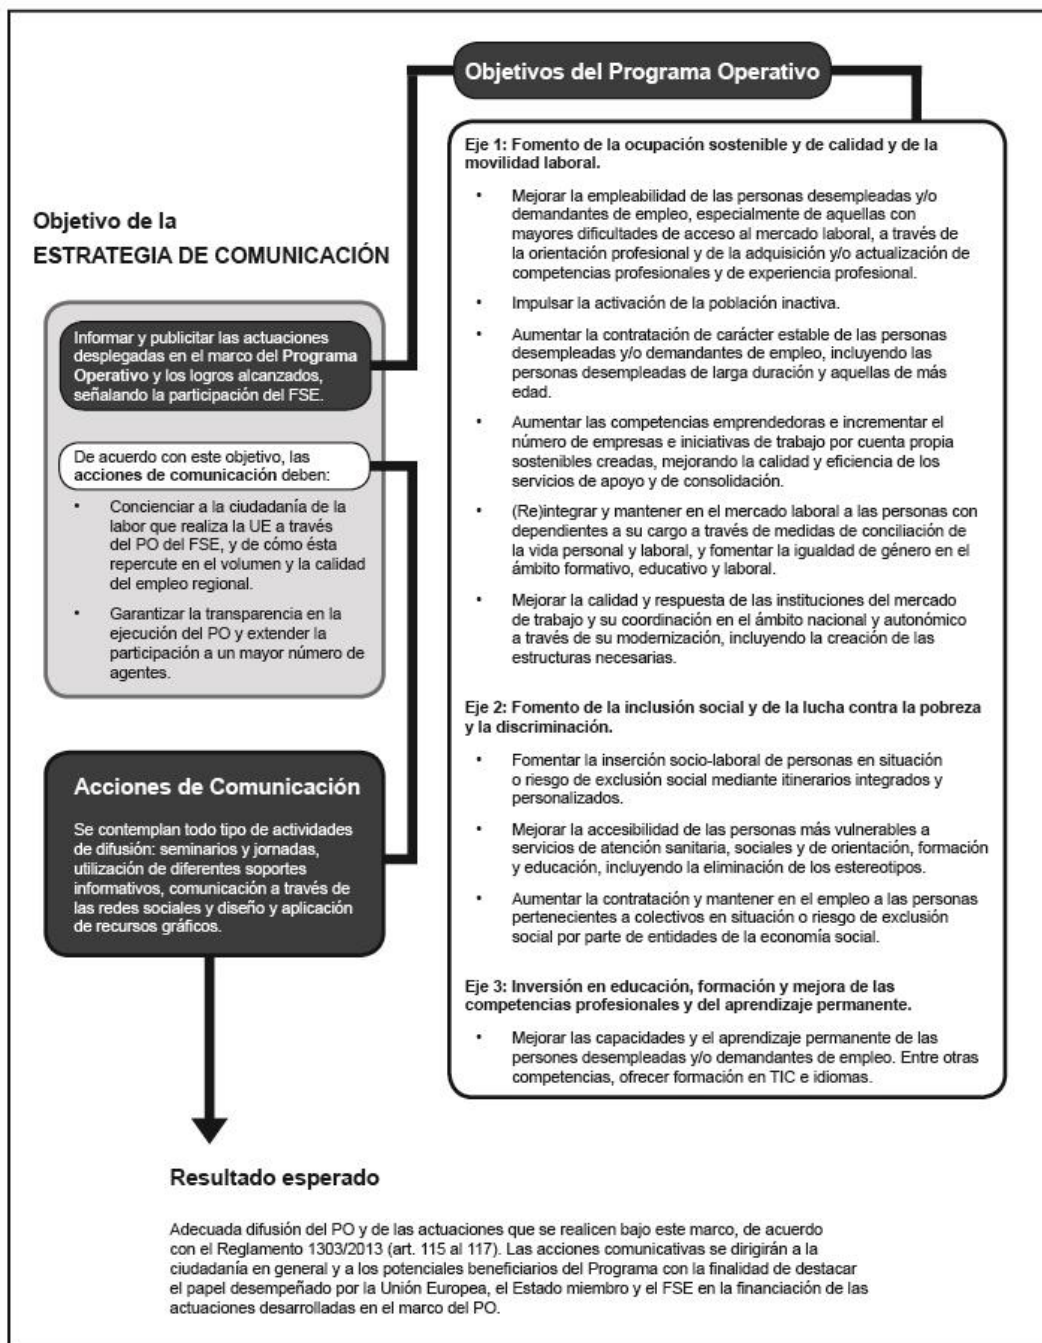 Objetivos del Programa Operativo
Eje 1: Fomento de la ocupación sostenible y de calidad y de la
movilidad laboral.
• Mejorar la empleabilidad de las personas desempleadas y/o
demandantes de empleo, especialmente de aquellas con
mayores dificultades de acceso al mercado laboral, a través de
la orientación profesional y de la adquisición y/o actualización de
competencias profesionales y de experiencia profesional.
• Impulsar la activación de la población inactiva.
• Aumentar la contratación de carácter estable de las personas
desempleadas y/o demandantes de empleo, incluyendo las
personas desempleadas de larga duración y aquellas de más
edad.
• Aumentar las competencias emprendedoras e incrementar el
número de empresas e iniciativas de trabajo por cuenta propia
sostenibles creadas, mejorando la calidad y eficiencia de los
servicios de apoyo y de consolidación.
• (Re)integrar y mantener en el mercado laboral a las personas con
dependientes a su cargo a través de medidas de conciliación de
la vida personal y laboral, y fomentar la igualdad de género en el
ámbito formativo, educativo y laboral.
• Mejorar la calidad y respuesta de las instituciones del mercado
de trabajo y su coordinación en el ámbito nacional y autonómico
a través de su modernización, incluyendo la creación de las
estructuras necesarias.
Eje 2: Fomento de la inclusión social y de la lucha contra la pobreza
y la discriminación.
• Fomentar la inserción socio-laboral de personas en situación
o riesgo de exclusión social mediante itinerarios integrados y
personalizados.
• Mejorar la accesibilidad de las personas más vulnerables a
servicios de atención sanitaria, sociales y de orientación, formación
y educación, incluyendo la eliminación de los estereotipos.
• Aumentar la contratación y mantener en el empleo a las personas
pertenecientes a colectivos en situación o riesgo de exclusión
social por parte de entidades de la economía social.
Eje 3: Inversión en educación, formación y mejora de las
competencias profesionales y del aprendizaje permanente.
• Mejorar las capacidades y el aprendizaje permanente de las
persones desempleadas y/o demandantes de empleo. Entre otras
competencias, ofrecer formación en TIC e idiomas.
Objetivo de la
ESTRATEGIA DE COMUNICACIÓN
Informar y publicitar las actuaciones
desplegadas en el marco del Programa
Operativo y los logros alcanzados,
señalando la participación del FSE.
De acuerdo con este objetivo, las
acciones de comunicación deben:
• Concienciar a la ciudadanía de la
labor que realiza la UE a través
del PO del FSE, y de cómo ésta
repercute en el volumen y la calidad
del empleo regional.
• Garantizar la transparencia en la
ejecución del PO y extender la
participación a un mayor número de
agentes.
Acciones de Comunicación
Se contemplan todo tipo de actividades
de difusión: seminarios y jornadas,
utilización de diferentes soportes
informativos, comunicación a través de
las redes sociales y diseño y aplicación
de recursos gráficos.
Resultado esperado
Adecuada difusión del PO y de las actuaciones que se realicen bajo este marco, de acuerdo
con el Reglamento 1303/2013 (art. 115 al 117). Las acciones comunicativas se dirigirán a la
ciudadanía en general y a los potenciales beneficiarios del Programa con la finalidad de destacar
el papel desempeñado por la Unión Europea, el Estado miembro y el FSE en la financiación de las
actuaciones desarrolladas en el marco del PO.